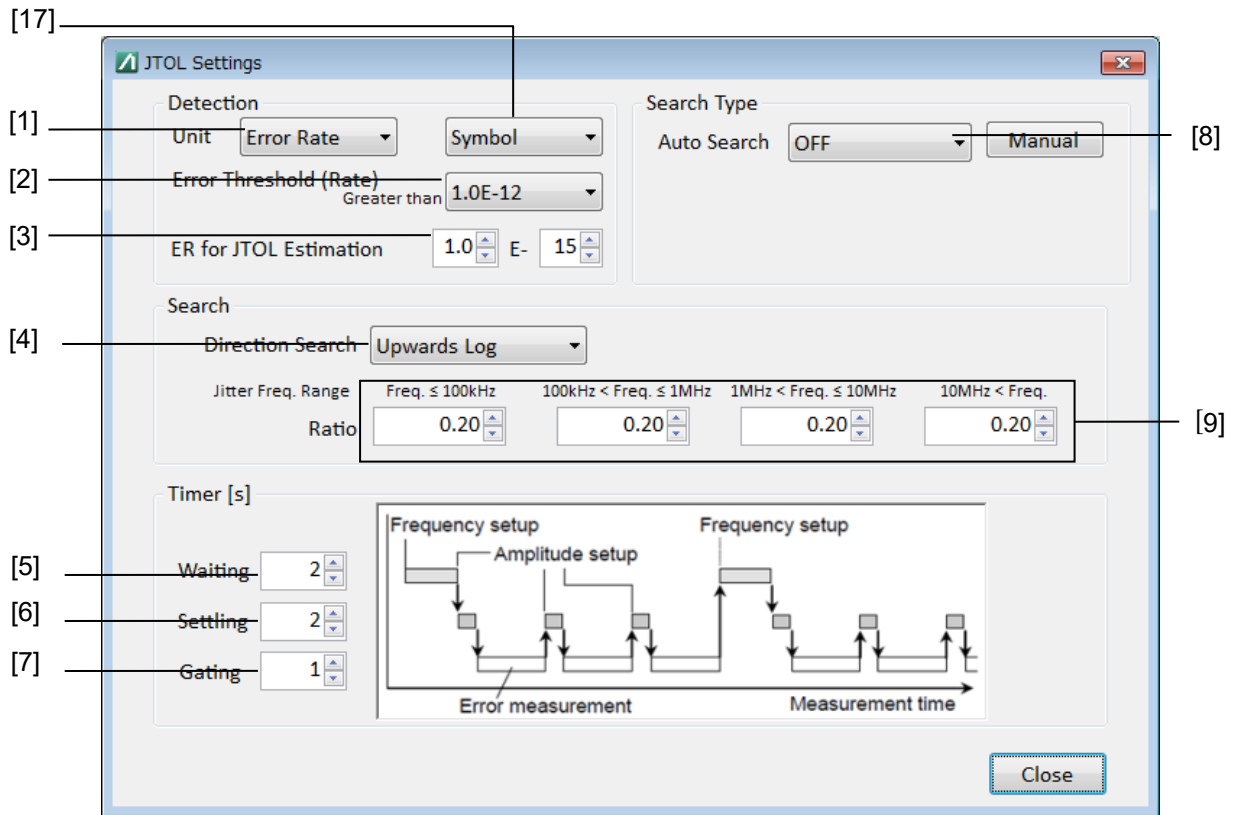 [17]
JTOL Settings
Detection
[1]
Unit Error Rate Symbol
[2]
Error Threshold (Rate)
Greater than 1.0E-12
[3]
ER for JTOL Estimation 1.0 E- 15
Search Type
Auto Search OFF Manual
[8]
Search
[4]
Direction Search Upwards Log
Jitter Freq. Range Freq. ≤ 100kHz 100kHz < Freq. ≤ 1MHz 1MHz < Freq. ≤ 10MHz 10MHz < Freq.
Ratio 0.20 0.20 0.20 0.20
[9]
Timer [s]
[5]
Waiting 2
[6]
Settling 2
[7]
Gating 1
Frequency setup Frequency setup
Amplitude setup
Error measurement Measurement time
Close